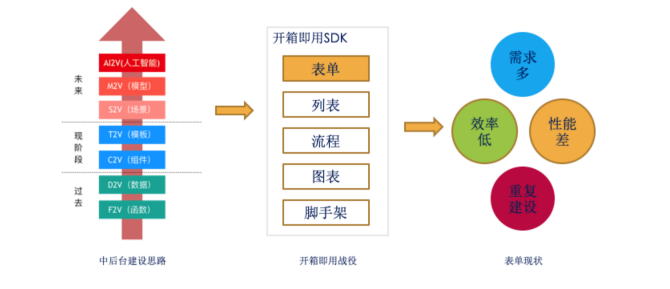 未来
AI2V(人工智能)
M2V（模型）
S2V（场景）
现阶段
T2V（模板）
C2V（组件）
过去
D2V（数据）
F2V（函数）
中后台建设思路
开箱即用SDK
表单
列表
流程
图表
脚手架
开箱即用战役
需求
多
效率
低
性能
差
重复
建设
表单现状